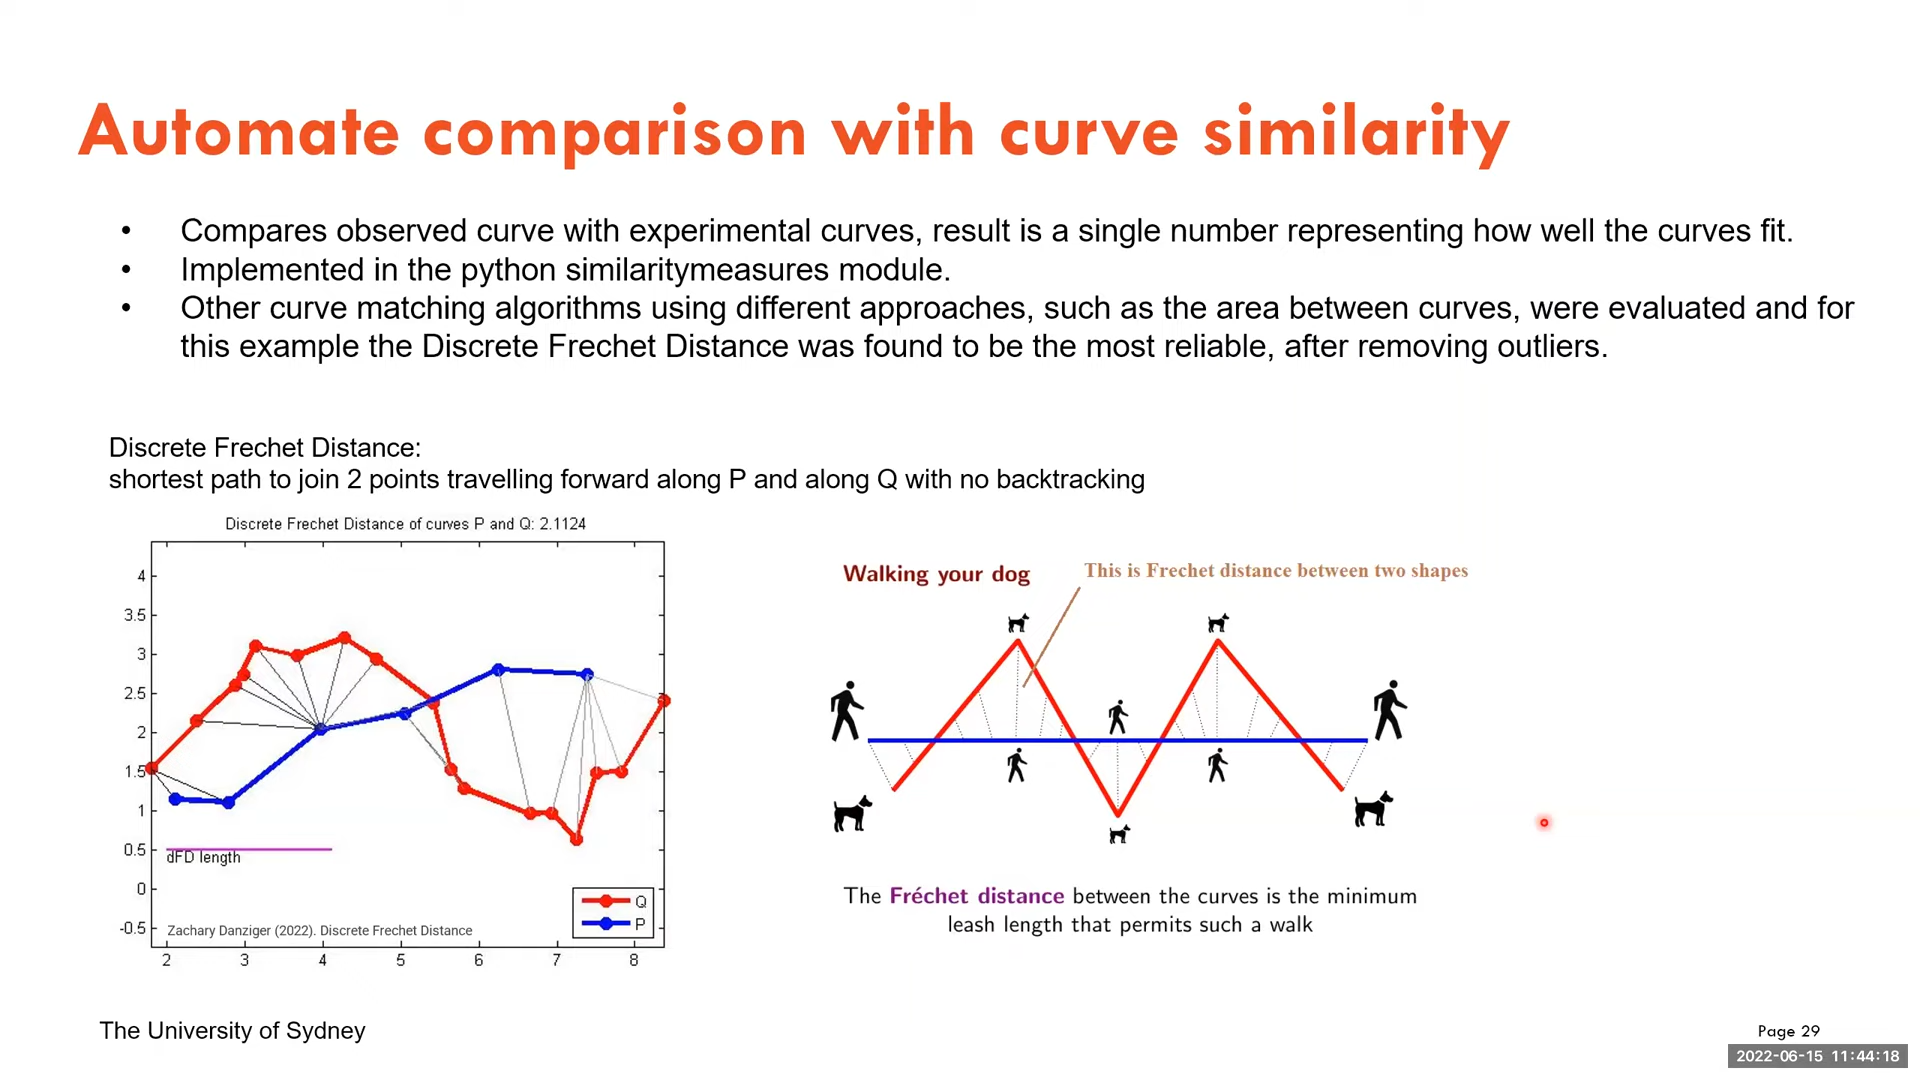 Automate comparison with curve similarity
• Compares observed curve with experimental curves, result is a single number representing how well the curves fit.
• Implemented in the python similaritymeasures module.
• Other curve matching algorithms using different approaches, such as the area between curves, were evaluated and for
this example the Discrete Frechet Distance was found to be the most reliable, after removing outliers.
Discrete Frechet Distance:
shortest path to join 2 points travelling forward along P and along Q with no backtracking
Discrete Frechet Distance of curves P and Q: 2.1124
4
3.5
3
2.5
2
1.5
1
0.5
0
-0.5
dFD length
Q
P
Zachary Danziger (2022). Discrete Frechet Distance
2 3 4 5 6 7 8
Walking your dog
This is Frechet distance between two shapes
The Fréchet distance between the curves is the minimum
leash length that permits such a walk
The University of Sydney
Page 29
2022-06-15 11:44:18